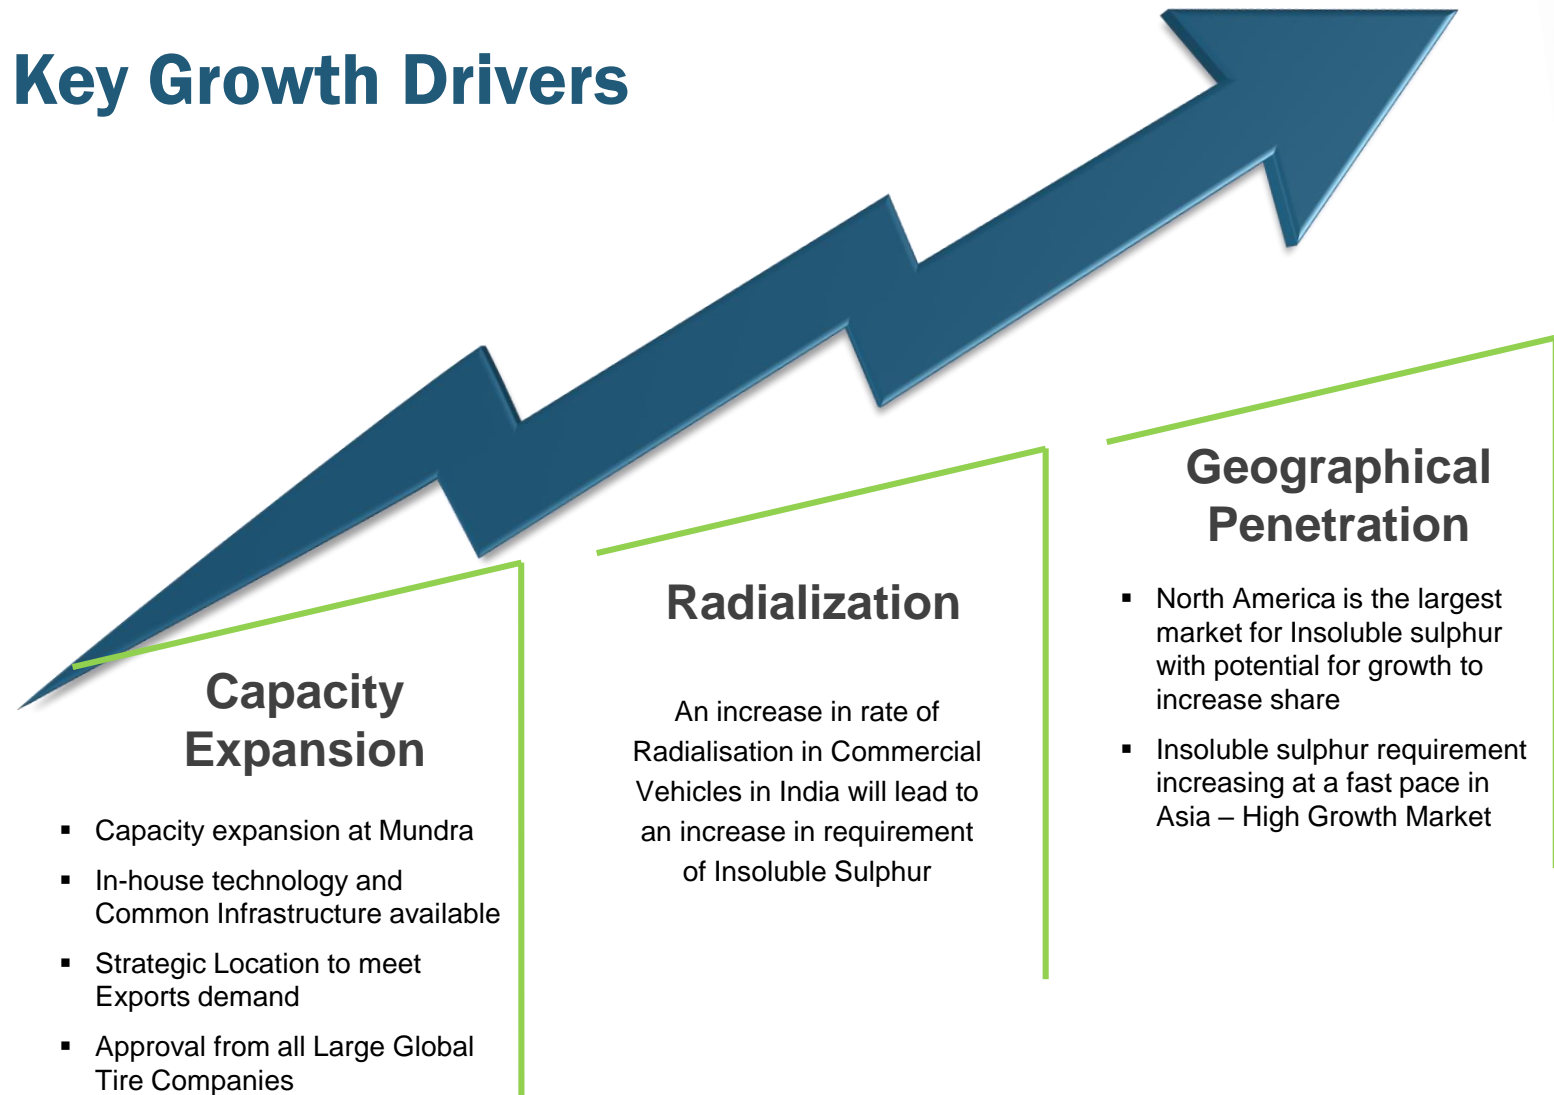 Key Growth Drivers
Capacity
Expansion
▪ Capacity expansion at Mundra
▪ In-house technology and
Common Infrastructure available
▪ Strategic Location to meet
Exports demand
▪ Approval from all Large Global
Tire Companies
Radialization
An increase in rate of
Radialisation in Commercial
Vehicles in India will lead to
an increase in requirement
of Insoluble Sulphur
Geographical
Penetration
▪ North America is the largest
market for Insoluble sulphur
with potential for growth to
increase share
▪ Insoluble sulphur requirement
increasing at a fast pace in
Asia – High Growth Market